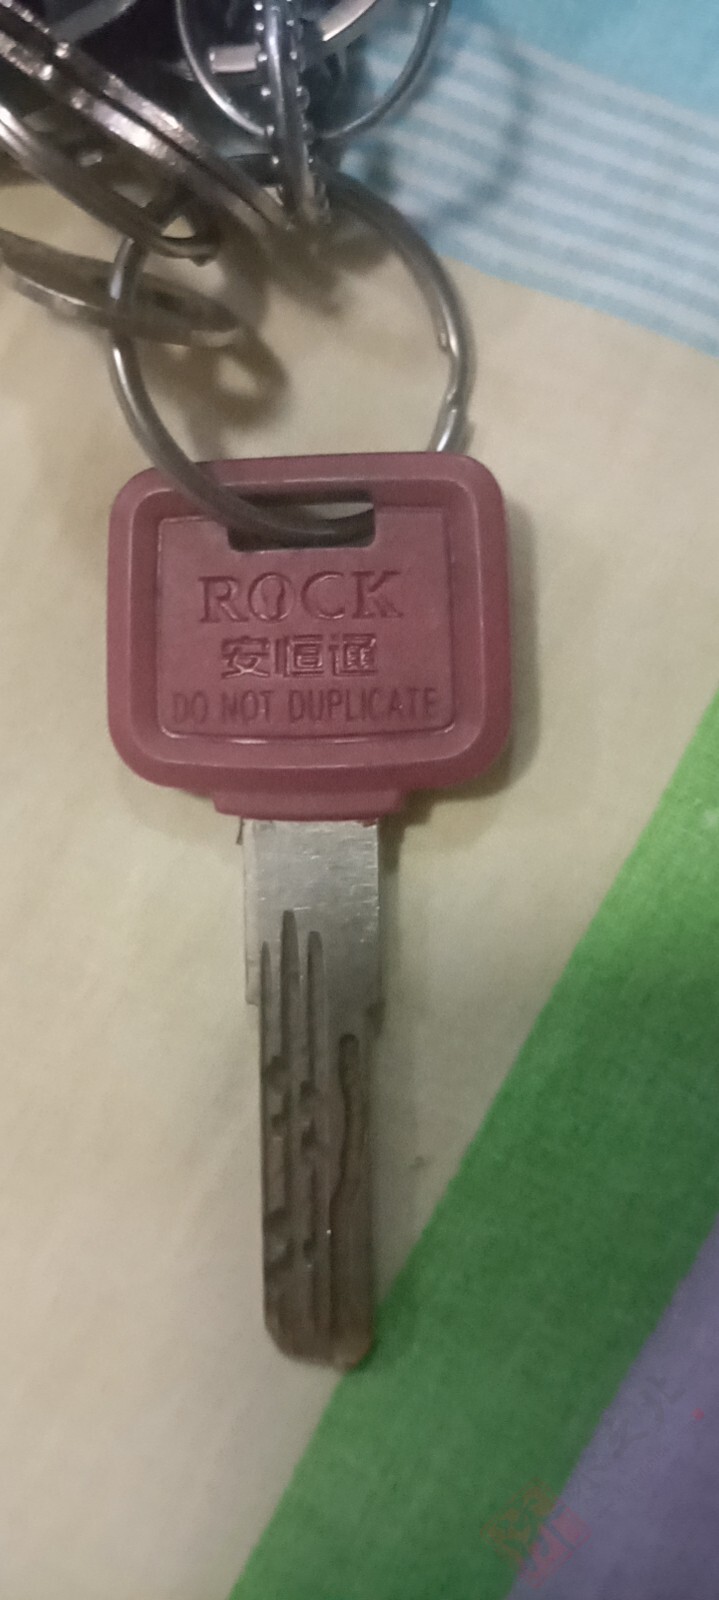 ROCK
安恒通
DO NOT DUPLICATE